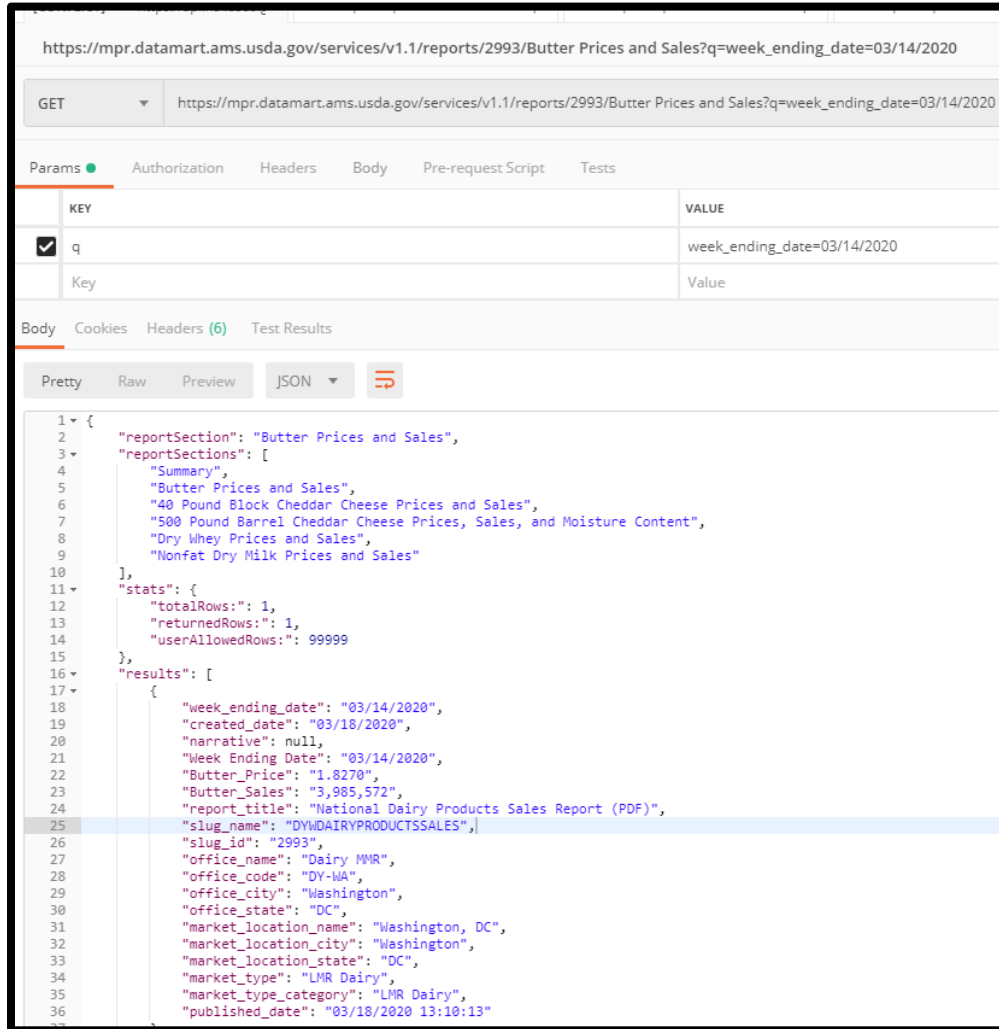 https://mpr.datamart.ams.usda.gov/services/v1.1/reports/2993/Butter Prices and Sales?q=week_ending_date=03/14/2020
GET https://mpr.datamart.ams.usda.gov/services/v1.1/reports/2993/Butter Prices and Sales?q=week_ending_date=03/14/2020
Params Authorization Headers Body Pre-request Script Tests
KEY VALUE
q week_ending_date=03/14/2020
Key Value
Body Cookies Headers (6) Test Results
Pretty Raw Preview JSON
1 {
2 "reportSection": "Butter Prices and Sales",
3 "reportSections": [
4 "Summary",
5 "Butter Prices and Sales",
6 "40 Pound Block Cheddar Cheese Prices and Sales",
7 "500 Pound Barrel Cheddar Cheese Prices, Sales, and Moisture Content",
8 "Dry Whey Prices and Sales",
9 "Nonfat Dry Milk Prices and Sales"
10 ],
11 "stats": {
12 "totalRows:": 1,
13 "returnedRows:": 1,
14 "userAllowedRows:": 99999
15 },
16 "results": [
17 {
18 "week_ending_date": "03/14/2020",
19 "created_date": "03/18/2020",
20 "narrative": null,
21 "Week Ending Date": "03/14/2020",
22 "Butter_Price": "1.8270",
23 "Butter_Sales": "3,985,572",
24 "report_title": "National Dairy Products Sales Report (PDF)",
25 "slug_name": "DYWDAIRYPRODUCTSSALES",
26 "slug_id": "2993",
27 "office_name": "Dairy MMR",
28 "office_code": "DY-WA",
29 "office_city": "Washington",
30 "office_state": "DC",
31 "market_location_name": "Washington, DC",
32 "market_location_city": "Washington",
33 "market_location_state": "DC",
34 "market_type": "LMR Dairy",
35 "market_type_category": "LMR Dairy",
36 "published_date": "03/18/2020 13:10:13"